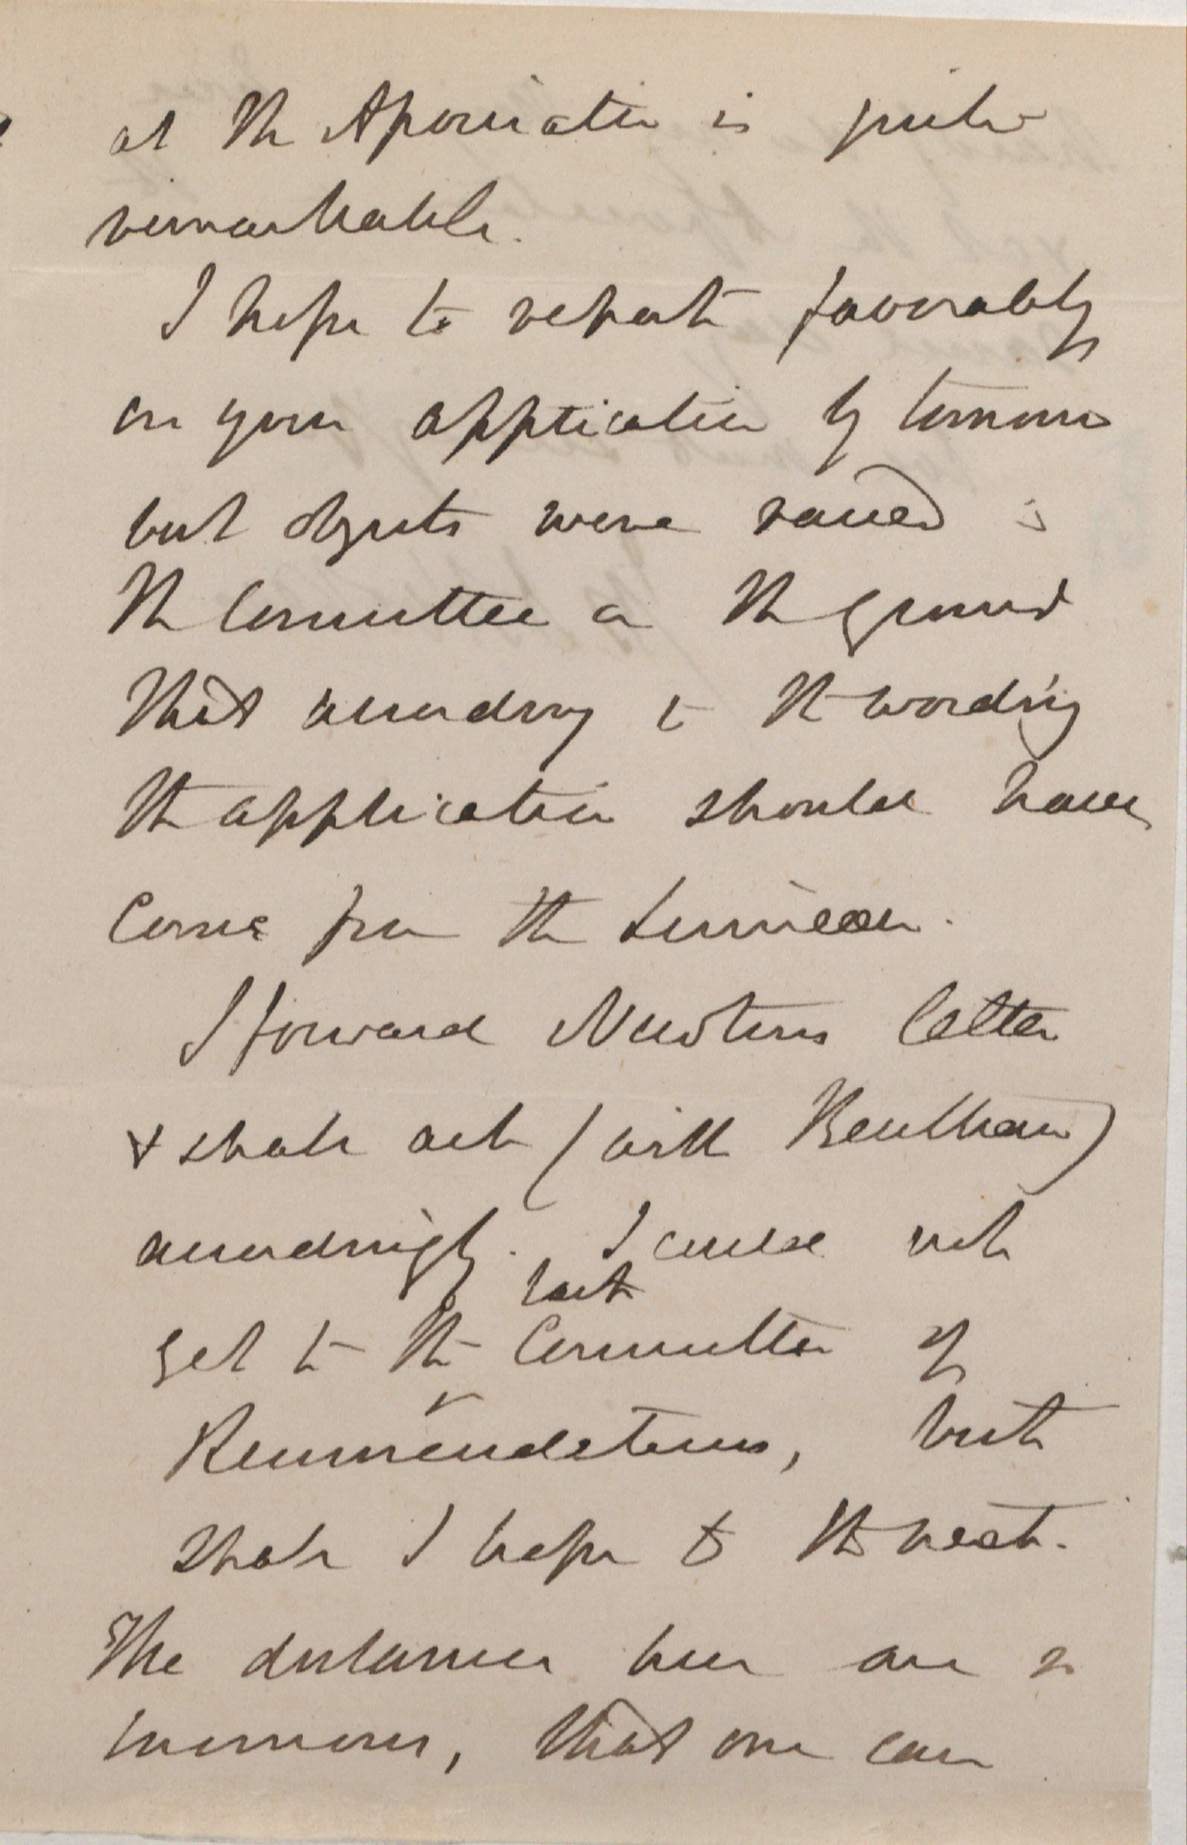 at the Association is quite
remarkable.
I hope to report favorably
on your application by tomorrow
but objects were raised in
the Committee on the ground
that according to the wording
the application should have
come from the Linnean.
I forward Newton's letter
& shall act (with Bentham)
accordingly. I could not
get to the last Committee of
Recommendations, but
shall I hope to the next.
The distances here are so
enormous, that one can